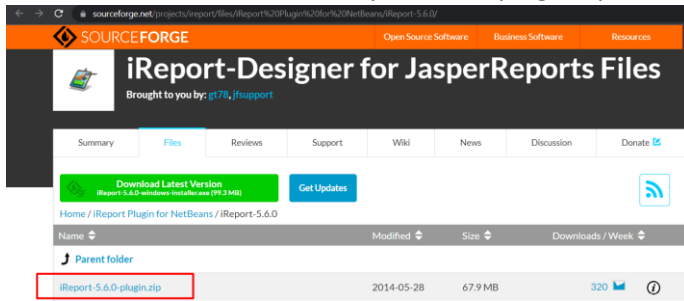 sourceforge.net/projects/ireport/files/iReport%20Plugin%20for%20NetBeans/iReport-5.6.0/
SOURCEFORGE
Open Source Software
Business Software
Resources
iReport-Designer for JasperReports Files
Brought to you by: gt78, jfsupport
Summary
Files
Reviews
Support
Wiki
News
Discussion
Donate
Download Latest Version
iReport-5.6.0-windows-installer.exe (99.3 MB)
Get Updates
Home / iReport Plugin for NetBeans / iReport-5.6.0
Name
Modified
Size
Downloads / Week
Parent folder
iReport-5.6.0-plugin.zip
2014-05-28
67.9 MB
320